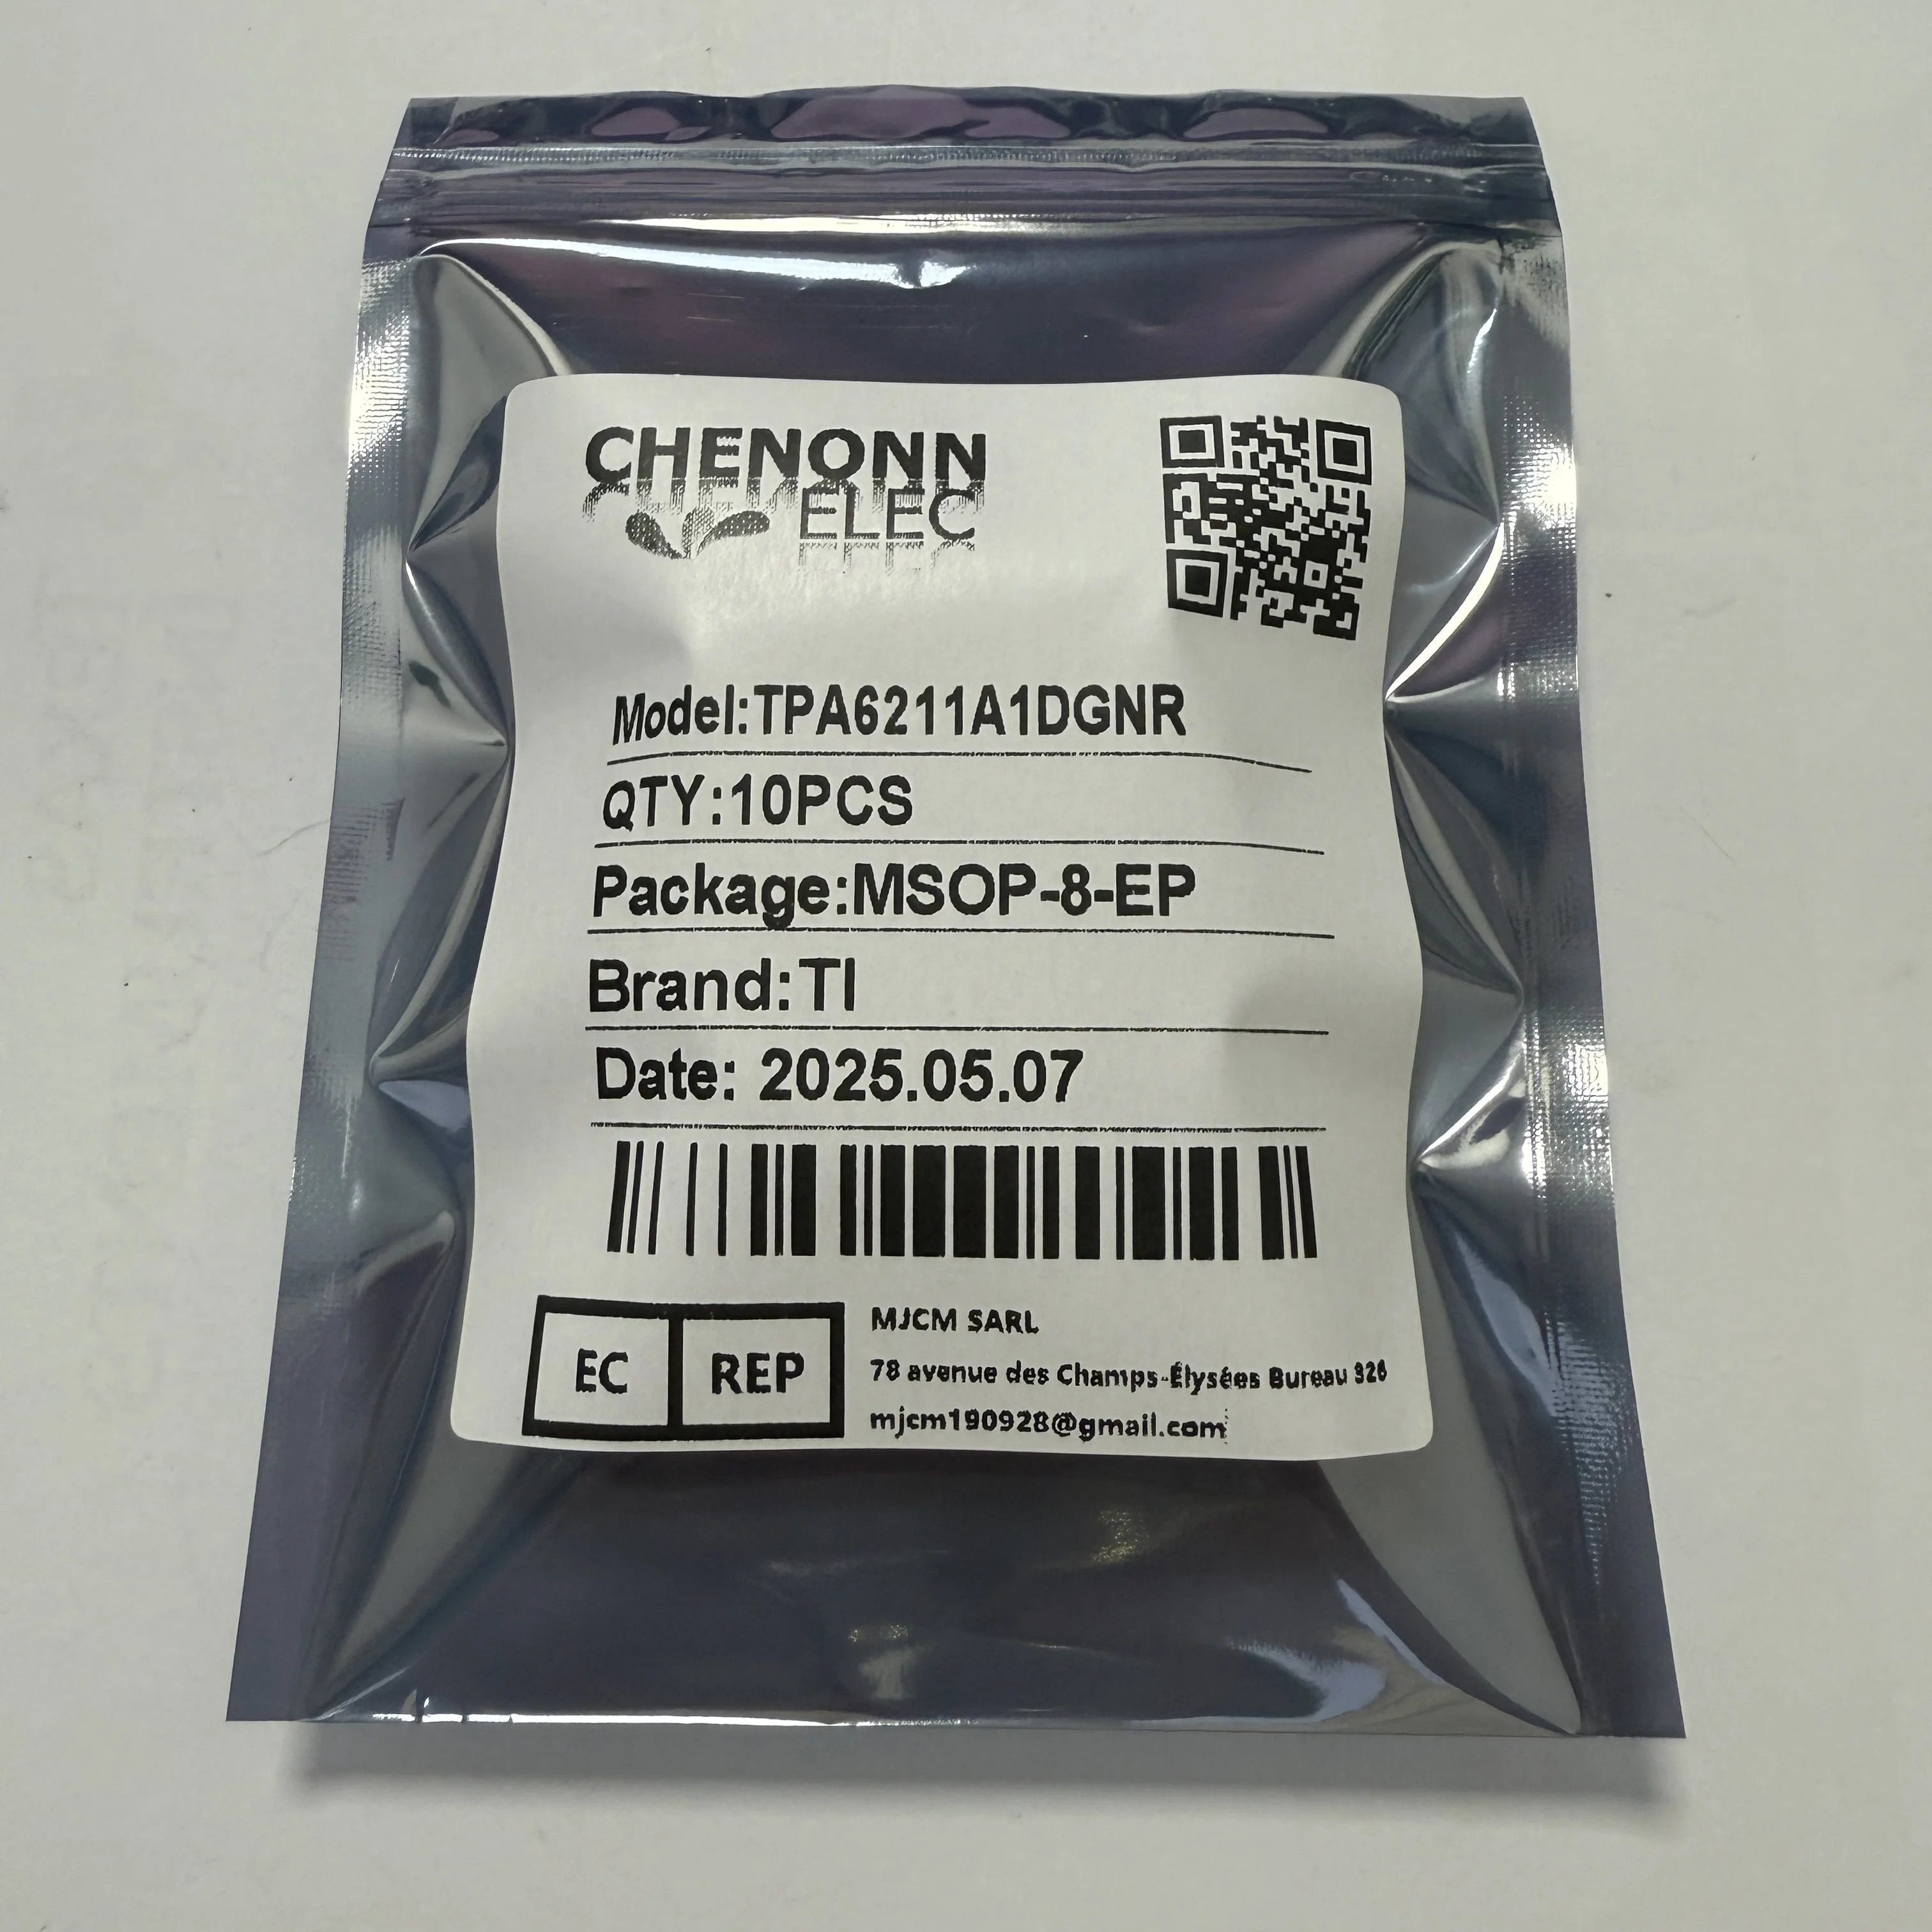 CHENONN
ELEC
Model:TPA6211A1DGNR
QTY:10PCS
Package:MSOP-8-EP
Brand:TI
Date: 2025.05.07
EC REP
MJCM SARL
78 avenue des Champs-Élysées Bureau 326
mjcm190928@gmail.com